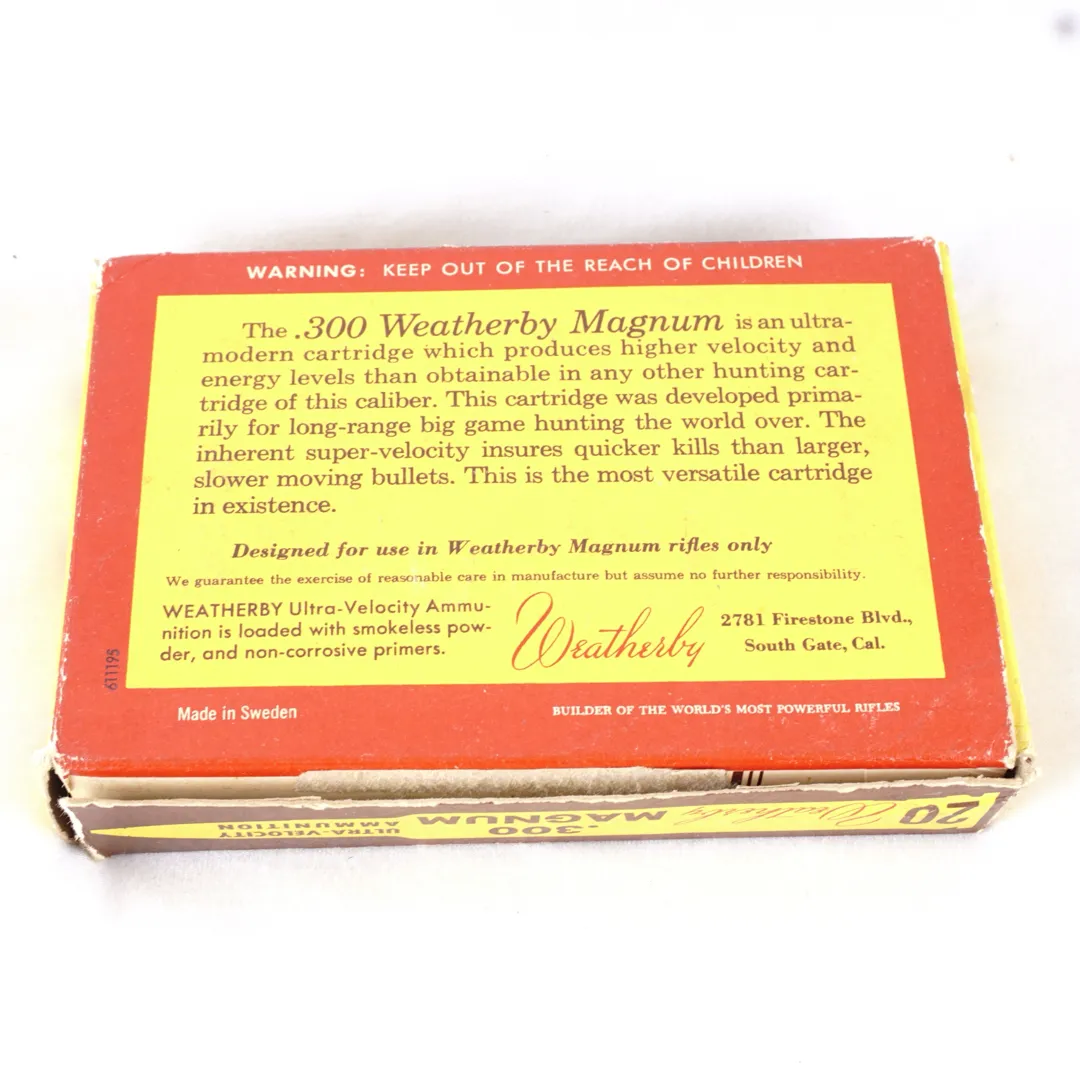 WARNING: KEEP OUT OF THE REACH OF CHILDREN
The .300 Weatherby Magnum is an ultra-
modern cartridge which produces higher velocity and
energy levels than obtainable in any other hunting car-
tridge of this caliber. This cartridge was developed prima-
rily for long-range big game hunting the world over. The
inherent super-velocity insures quicker kills than larger,
slower moving bullets. This is the most versatile cartridge
in existence.
Designed for use in Weatherby Magnum rifles only
We guarantee the exercise of reasonable care in manufacture but assume no further responsibility.
WEATHERBY Ultra-Velocity Ammu-
nition is loaded with smokeless pow-
der, and non-corrosive primers.
Weatherby
2781 Firestone Blvd.,
South Gate, Cal.
611195
Made in Sweden
BUILDER OF THE WORLD'S MOST POWERFUL RIFLES
20
Weatherby
.300
MAGNUM
ULTRA-VELOCITY
AMMUNITION